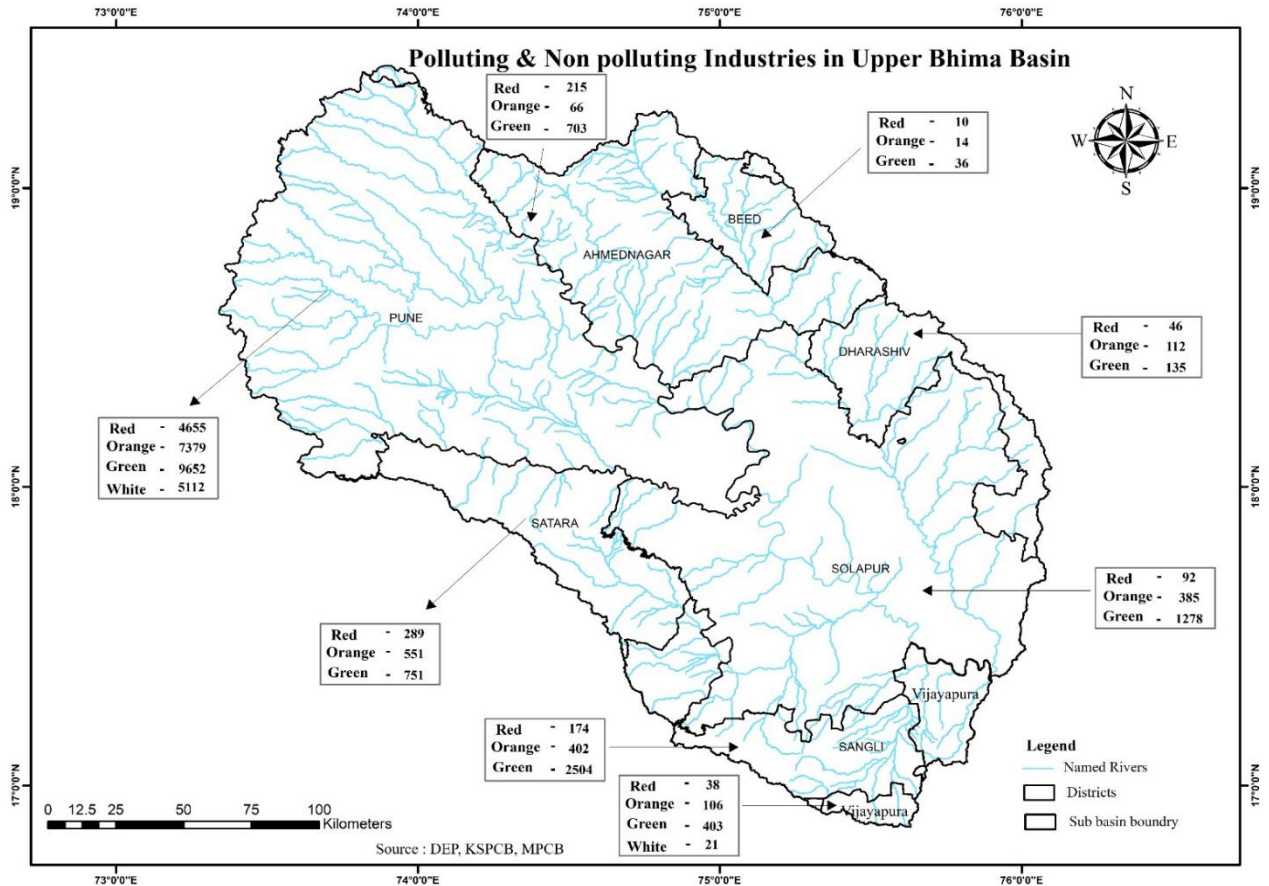 73°0'0"E 74°0'0"E 75°0'0"E 76°0'0"E
Polluting & Non polluting Industries in Upper Bhima Basin
Red - 215
Orange - 66
Green - 703
Red - 10
Orange - 14
Green - 36
N
W E
S
19°0'0"N 19°0'0"N
BEED
AHMEDNAGAR
PUNE
Red - 46
Orange - 112
Green - 135
DHARASHIV
Red - 4655
Orange - 7379
Green - 9652
White - 5112
18°0'0"N 18°0'0"N
SATARA
SOLAPUR
Red - 92
Orange - 385
Green - 1278
Red - 289
Orange - 551
Green - 751
Vijayapura
Red - 174
Orange - 402
Green - 2504
SANGLI
Legend
Named Rivers
Districts
Sub basin boundry
17°0'0"N 17°0'0"N
Red - 38
Orange - 106
Green - 403
White - 21
Vijayapura
0 12.5 25 50 75 100
Kilometers
Source : DEP, KSPCB, MPCB
73°0'0"E 74°0'0"E 75°0'0"E 76°0'0"E